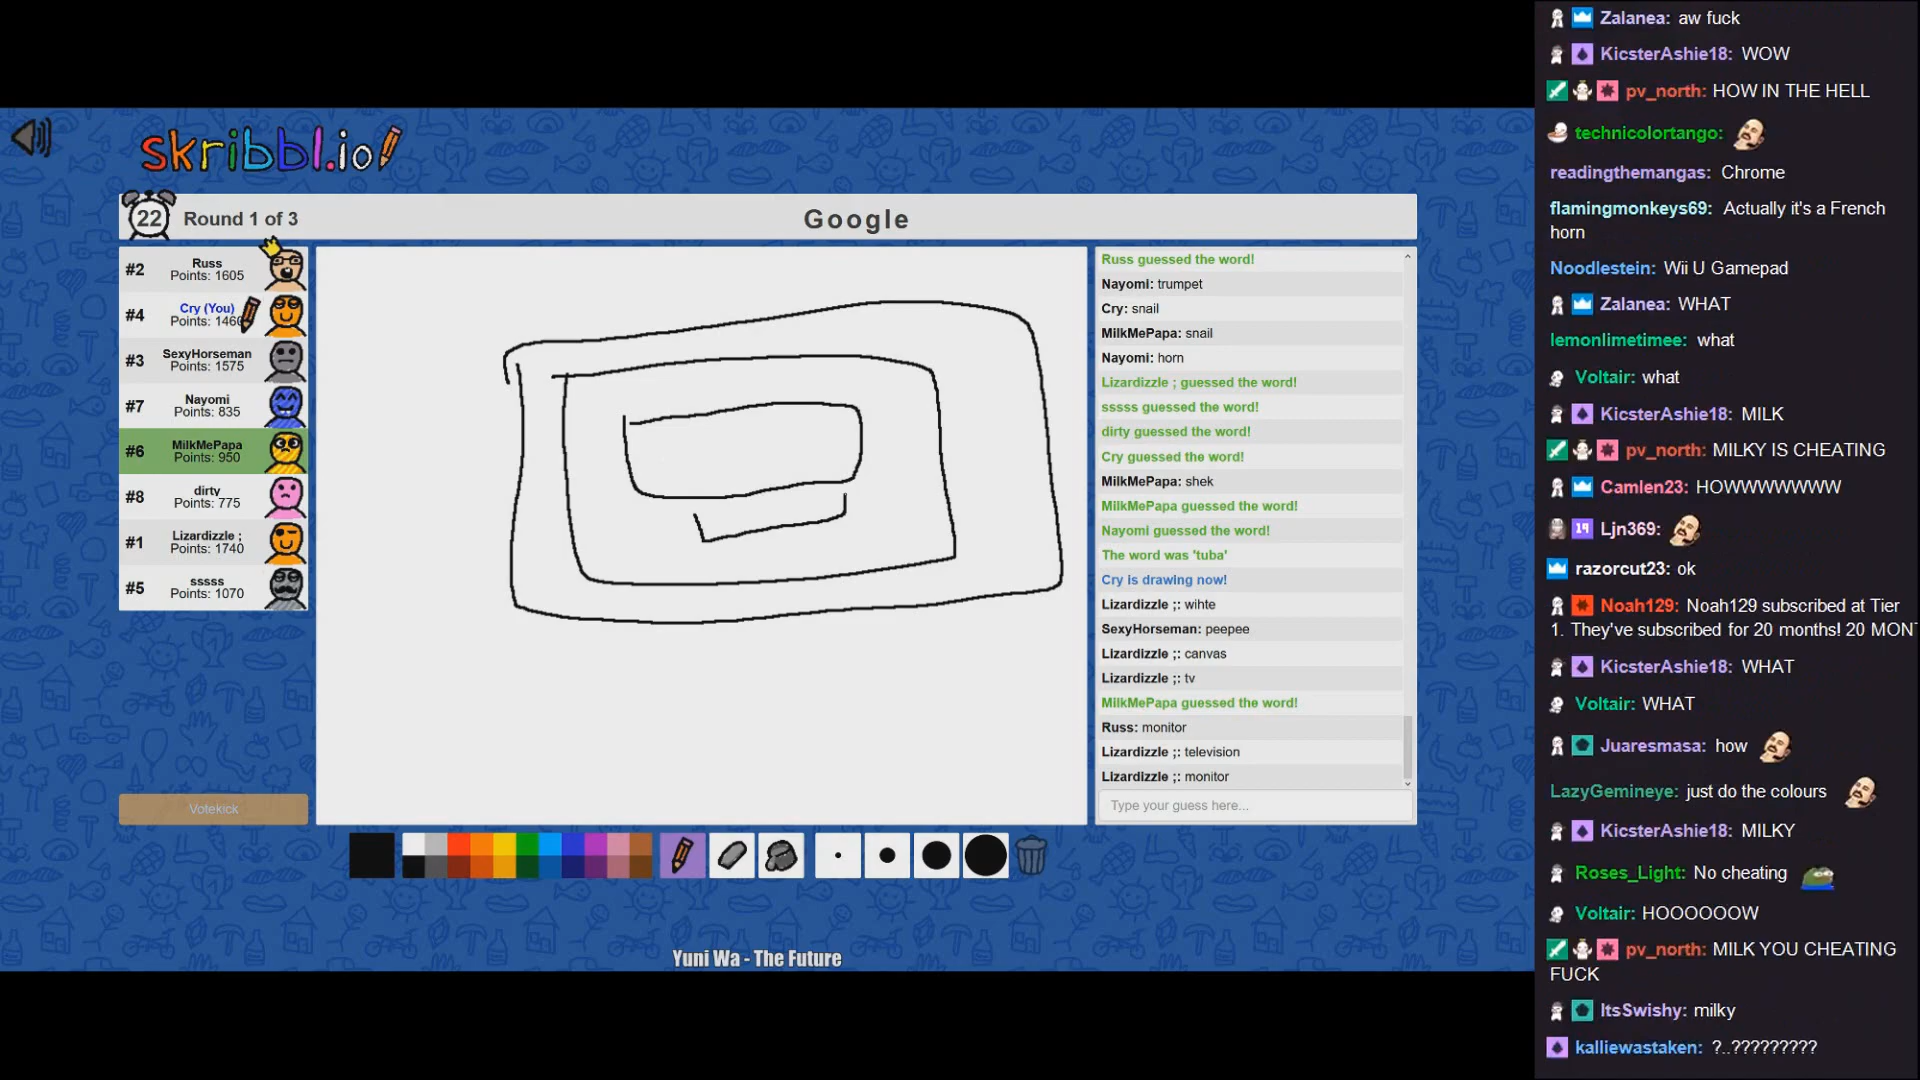 skribbl.io
22
Round 1 of 3
Google
#2
Russ
Points: 1605
#4
Cry (You)
Points: 1460
#3
SexyHorseman
Points: 1575
#7
Nayomi
Points: 835
#6
MilkMePapa
Points: 950
#8
dirty
Points: 775
#1
Lizardizzle ;
Points: 1740
#5
sssss
Points: 1070
Votekick
Russ guessed the word!
Nayomi: trumpet
Cry: snail
MilkMePapa: snail
Nayomi: horn
Lizardizzle ; guessed the word!
sssss guessed the word!
dirty guessed the word!
Cry guessed the word!
MilkMePapa: shek
MilkMePapa guessed the word!
Nayomi guessed the word!
The word was 'tuba'
Cry is drawing now!
Lizardizzle ;: wihte
SexyHorseman: peepee
Lizardizzle ;: canvas
Lizardizzle ;: tv
MilkMePapa guessed the word!
Russ: monitor
Lizardizzle ;: television
Lizardizzle ;: monitor
Type your guess here...
Yuni Wa - The Future
Zalanea: aw fuck
KicsterAshie18: WOW
pv_north: HOW IN THE HELL
technicolortango:
readingthemangas: Chrome
flamingmonkeys69: Actually it's a French
horn
Noodlestein: Wii U Gamepad
Zalanea: WHAT
lemonlimetimee: what
Voltair: what
KicsterAshie18: MILK
pv_north: MILKY IS CHEATING
Camlen23: HOWWWWWWW
19 Ljn369:
razorcut23: ok
Noah129: Noah129 subscribed at Tier
1. They've subscribed for 20 months! 20 MON
KicsterAshie18: WHAT
Voltair: WHAT
Juaresmasa: how
LazyGemineye: just do the colours
KicsterAshie18: MILKY
Roses_Light: No cheating
Voltair: HOOOOOOW
pv_north: MILK YOU CHEATING
FUCK
ItsSwishy: milky
kalliewastaken: ?..?????????